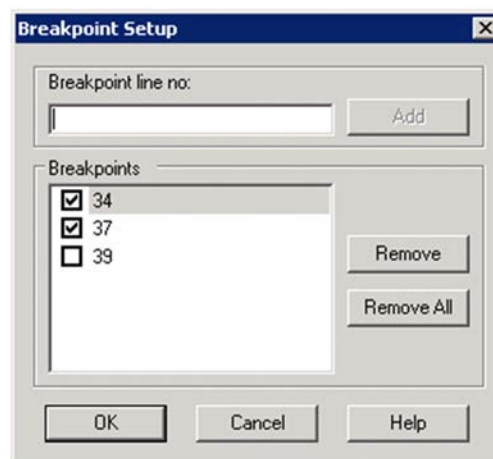 Breakpoint Setup
Breakpoint line no:
Add
Breakpoints
34
37
39
Remove
Remove All
OK
Cancel
Help